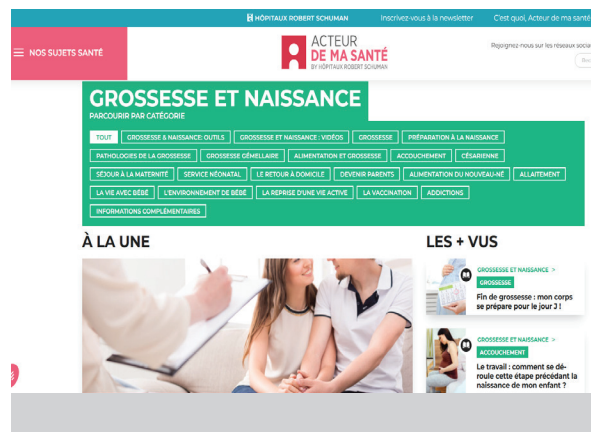 HÔPITAUX ROBERT SCHUMAN Inscrivez-vous à la newsletter C'est quoi, Acteur de ma santé
NOS SUJETS SANTÉ
ACTEUR
DE MA SANTÉ
BY HÔPITAUX ROBERT SCHUMAN
Rejoignez-nous sur les réseaux socia
GROSSESSE ET NAISSANCE
PARCOURIR PAR CATÉGORIE
TOUT GROSSESSE & NAISSANCE: OUTILS GROSSESSE ET NAISSANCE : VIDÉOS GROSSESSE PRÉPARATION À LA NAISSANCE
PATHOLOGIES DE LA GROSSESSE GROSSESSE GÉMELLAIRE ALIMENTATION ET GROSSESSE ACCOUCHEMENT CÉSARIENNE
SÉJOUR À LA MATERNITÉ SERVICE NÉONATAL LE RETOUR À DOMICILE DEVENIR PARENTS ALIMENTATION DU NOUVEAU-NÉ ALLAITEMENT
LA VIE AVEC BÉBÉ L'ENVIRONNEMENT DE BÉBÉ LA REPRISE D'UNE VIE ACTIVE LA VACCINATION ADDICTIONS
INFORMATIONS COMPLÉMENTAIRES
À LA UNE
LES + VUS
GROSSESSE ET NAISSANCE >
GROSSESSE
Fin de grossesse : mon corps
se prépare pour le jour J !
GROSSESSE ET NAISSANCE >
ACCOUCHEMENT
Le travail : comment se dé-
roule cette étape précédant la
naissance de mon enfant ?